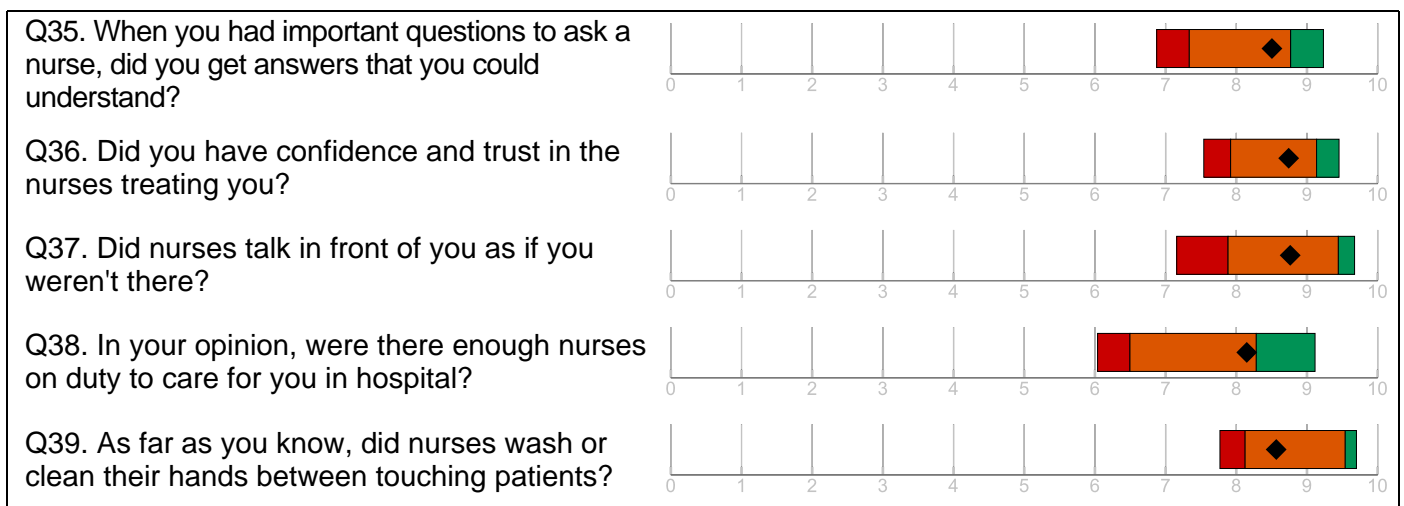 Q35. When you had important questions to ask a
nurse, did you get answers that you could
understand?
0 1 2 3 4 5 6 7 8 9 10
Q36. Did you have confidence and trust in the
nurses treating you?
0 1 2 3 4 5 6 7 8 9 10
Q37. Did nurses talk in front of you as if you
weren't there?
0 1 2 3 4 5 6 7 8 9 10
Q38. In your opinion, were there enough nurses
on duty to care for you in hospital?
0 1 2 3 4 5 6 7 8 9 10
Q39. As far as you know, did nurses wash or
clean their hands between touching patients?
0 1 2 3 4 5 6 7 8 9 10